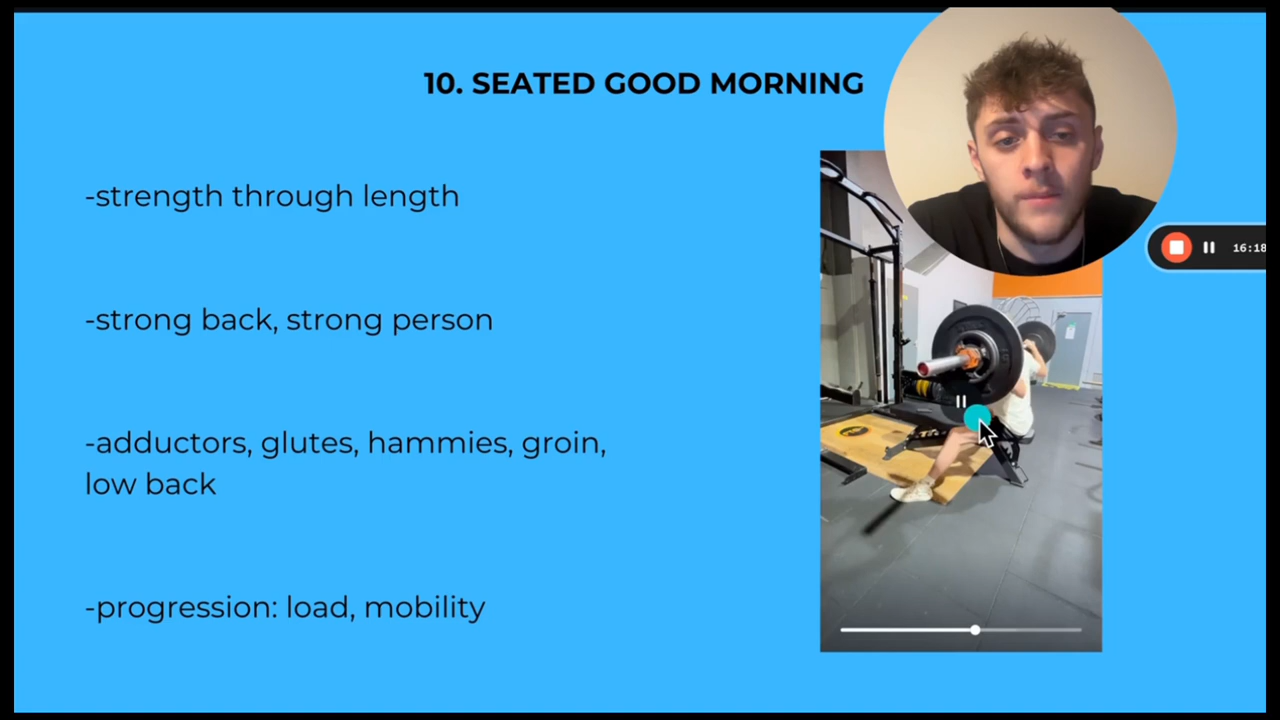 10. SEATED GOOD MORNING
-strength through length
-strong back, strong person
-adductors, glutes, hammies, groin,
low back
-progression: load, mobility
16:18